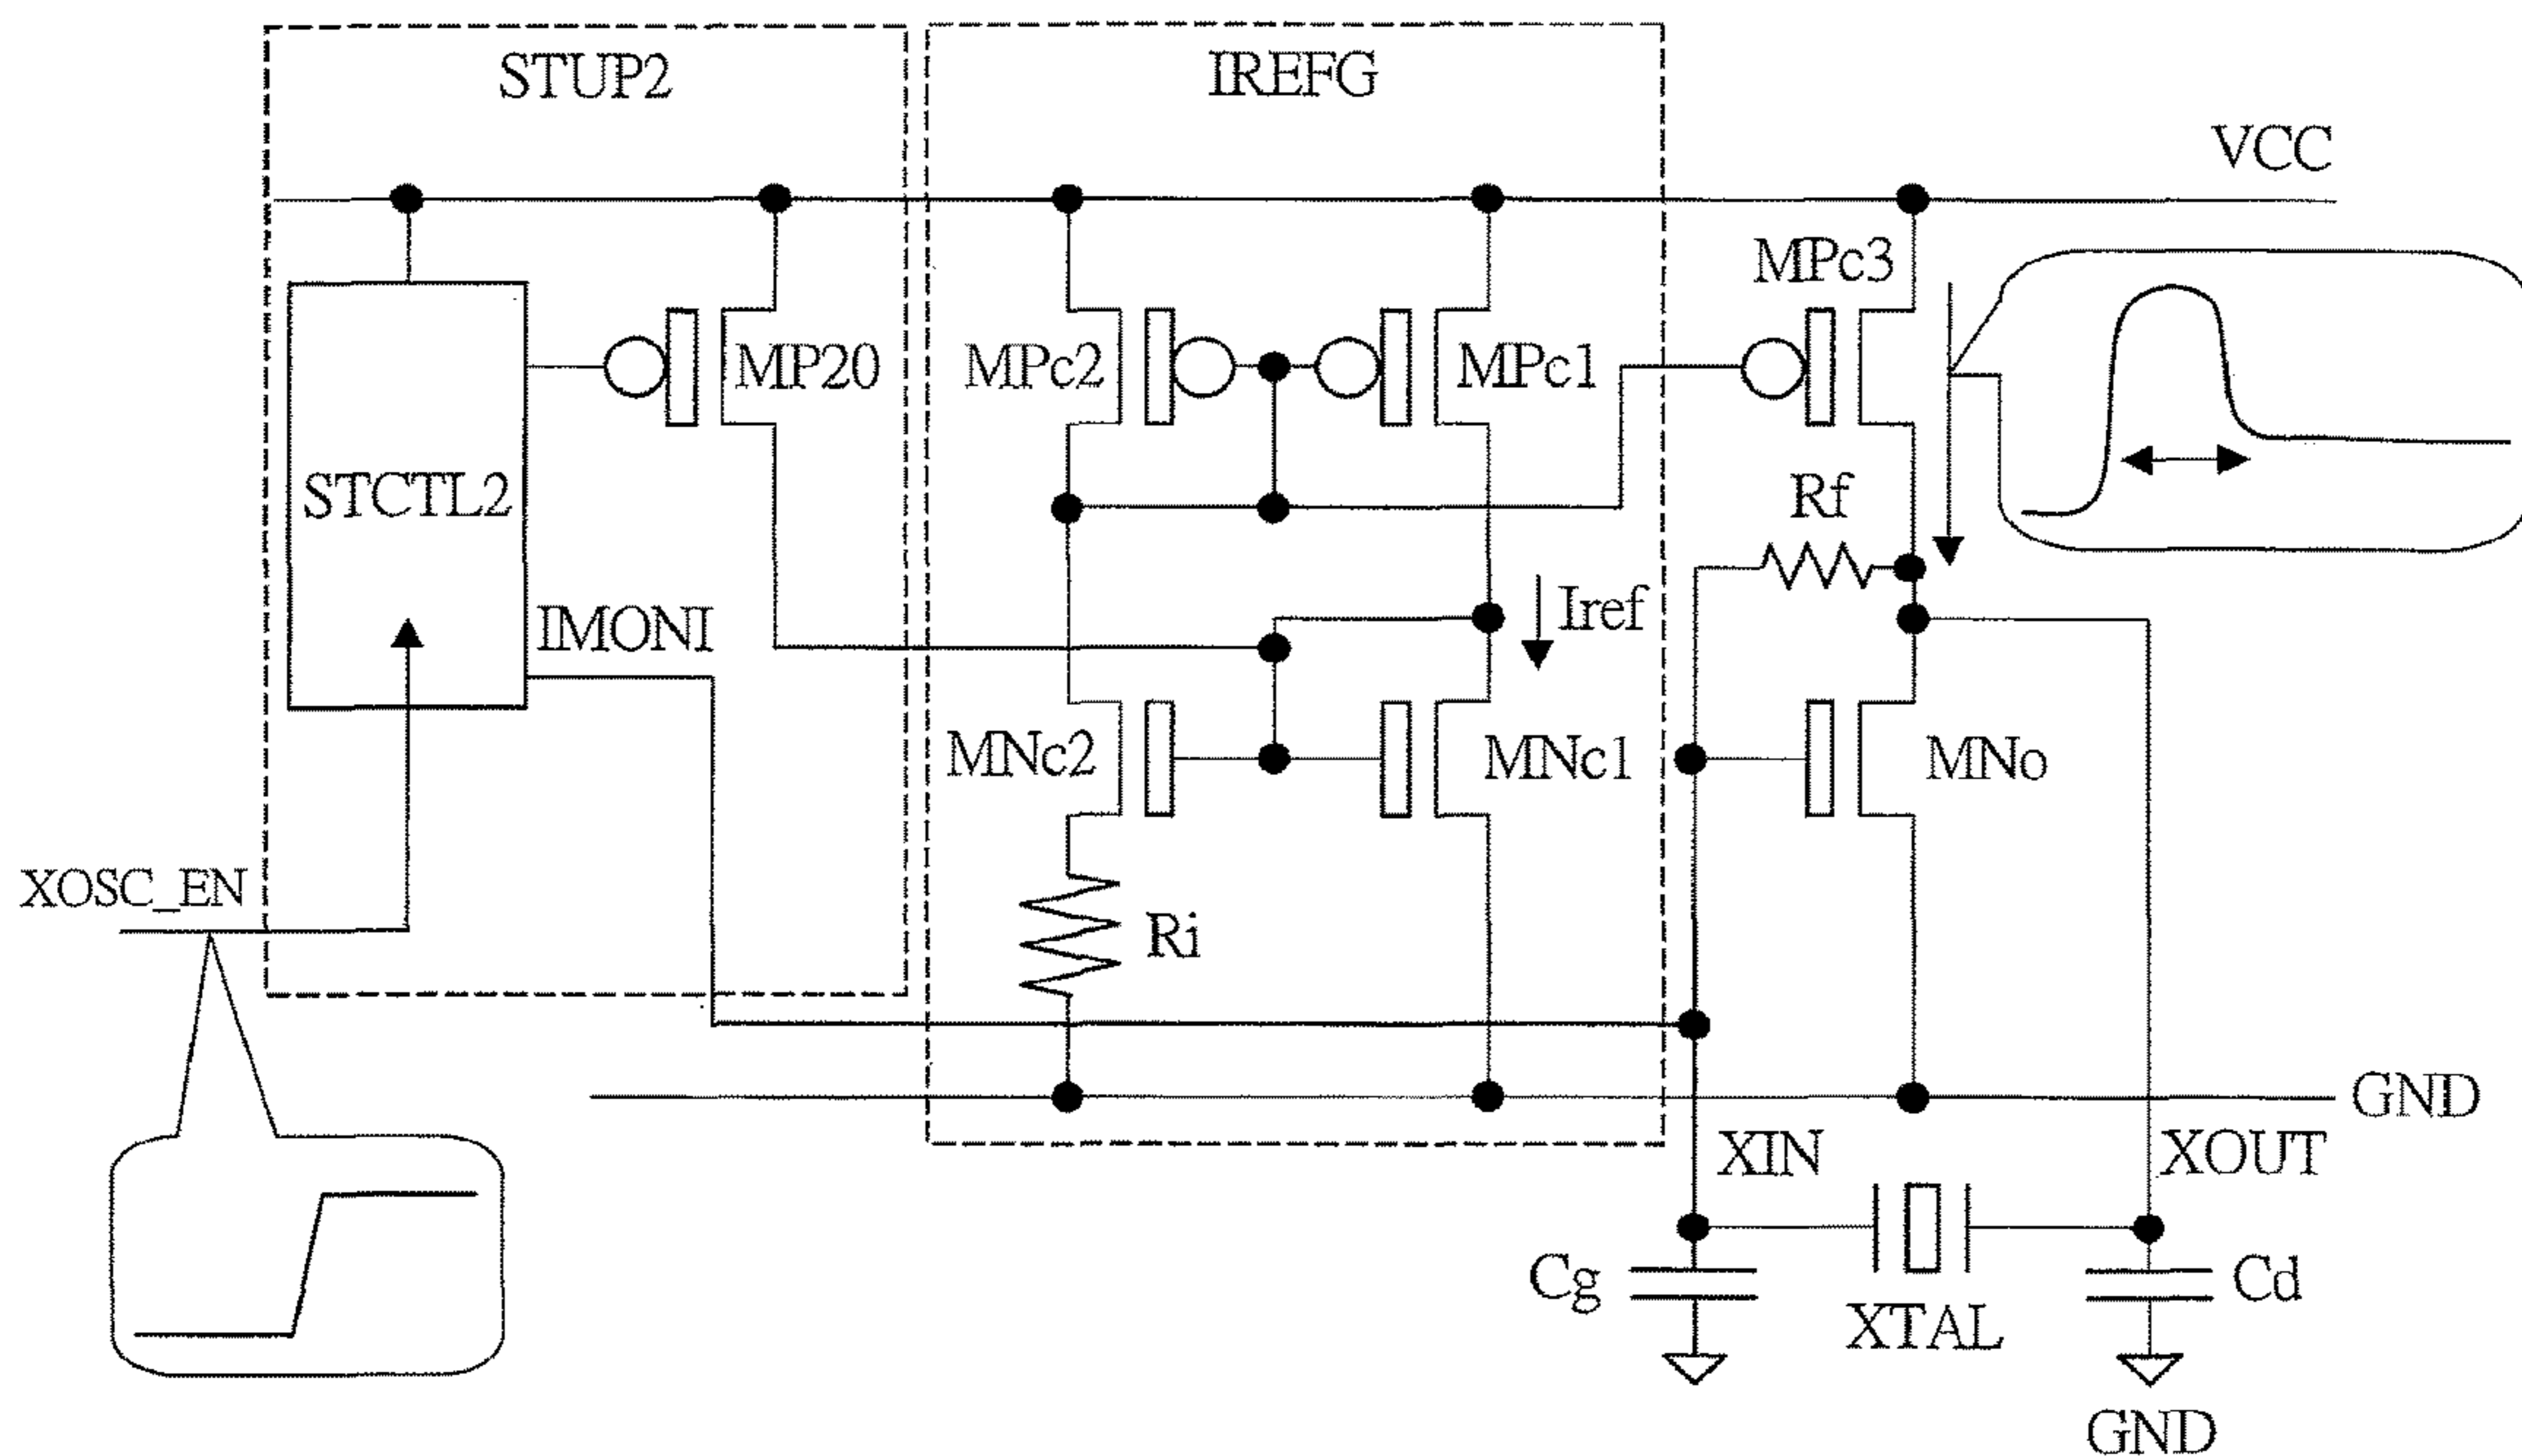 STUP2
IREFG
VCC
MPc3
MP20
MPc2
MPc1
STCTL2
Rf
IMONI
Iref
MNc2
MNc1
MNo
XOSC_EN
Ri
GND
XIN
XOUT
Cg
XTAL
Cd
GND